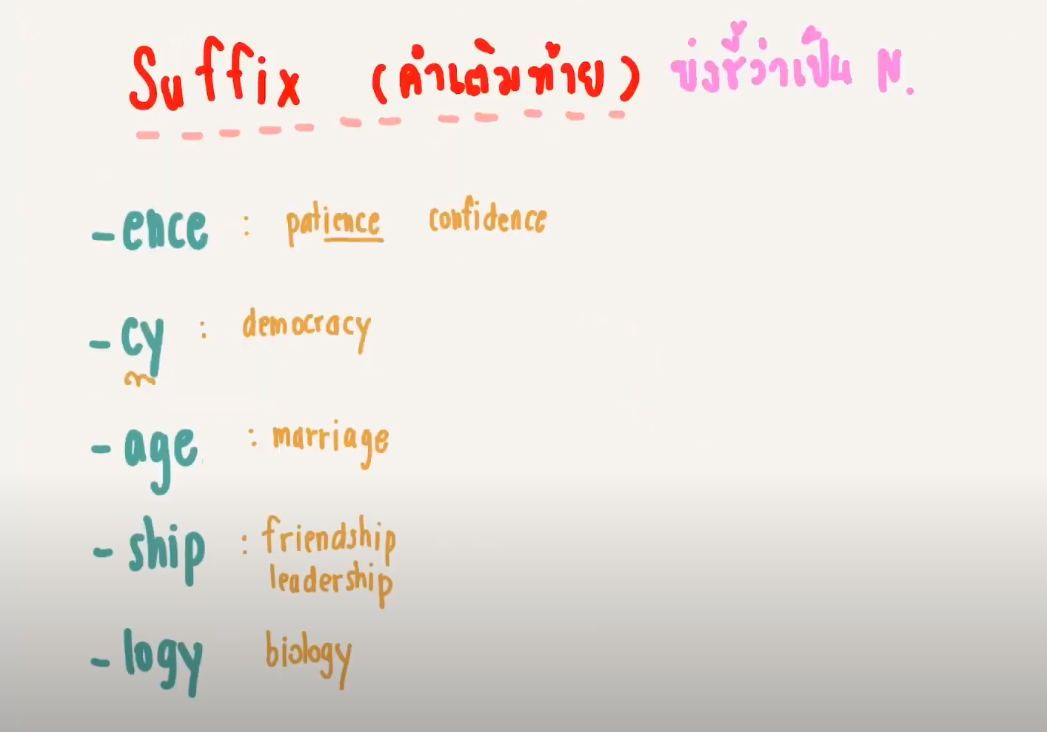 Suffix (คำเติมท้าย) บ่งชี้ว่าเป็น N.
-ence : patience confidence
-cy : democracy
-age : marriage
-ship : friendship
leadership
-logy biology